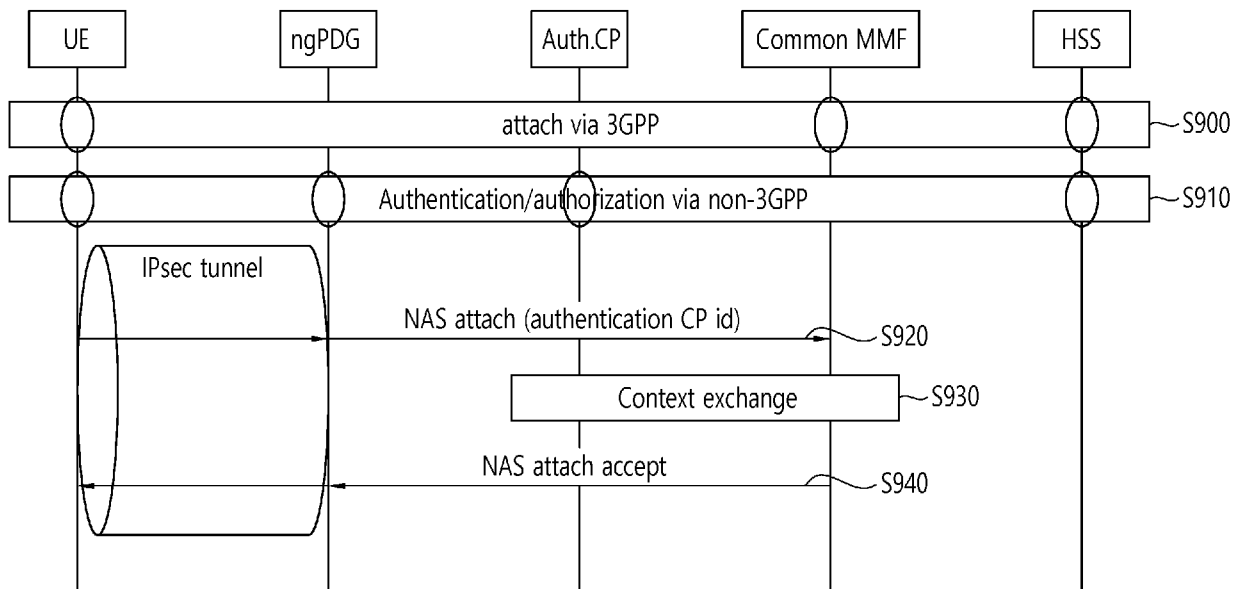 UE
ngPDG
Auth.CP
Common MMF
HSS
attach via 3GPP
S900
Authentication/authorization via non-3GPP
S910
IPsec tunnel
NAS attach (authentication CP id)
S920
Context exchange
S930
NAS attach accept
S940